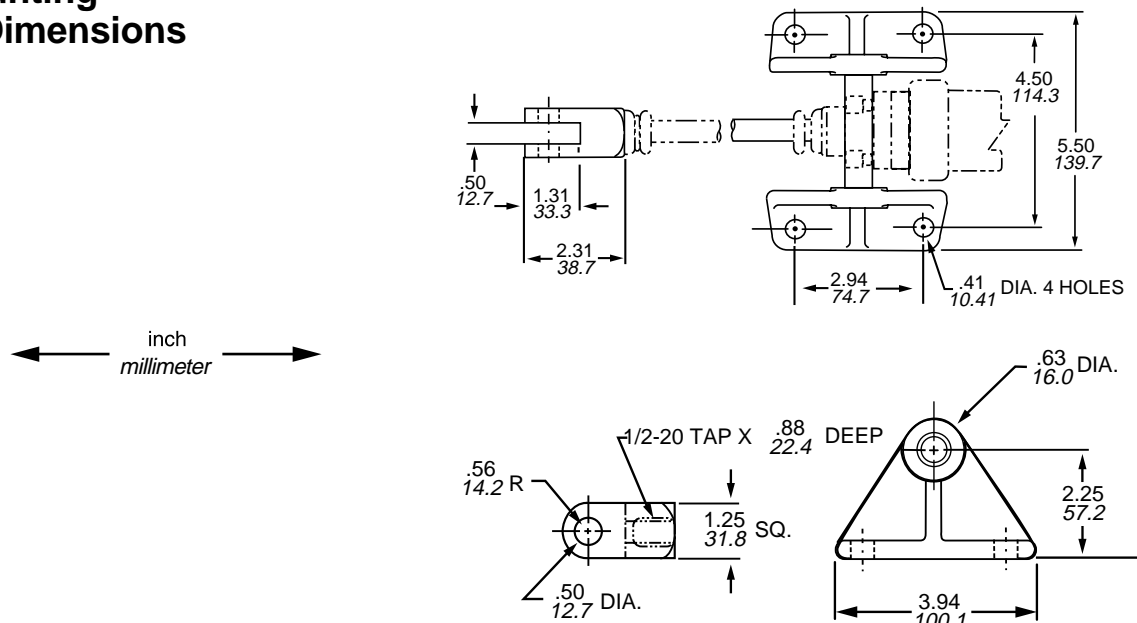 Dimensions
4.50
114.3
5.50
139.7
.50
12.7
1.31
33.3
2.31
38.7
2.94
74.7
.41
10.41 DIA. 4 HOLES
inch
millimeter
.63
16.0 DIA.
1/2-20 TAP X .88
22.4 DEEP
.56
14.2 R
1.25
31.8 SQ.
2.25
57.2
.50
12.7 DIA.
3.94
100.1